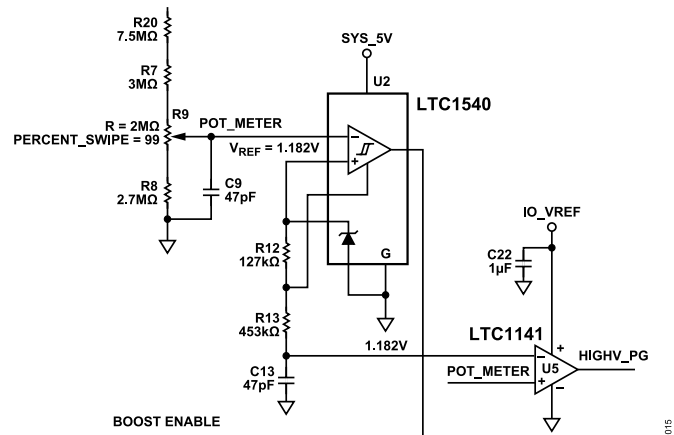 R20
7.5MΩ
SYS_5V
U2
R7
3MΩ
LTC1540
R9
R = 2MΩ
PERCENT_SWIPE = 99
POT_METER
VREF = 1.182V
−
+
R8
2.7MΩ
C9
47pF
IO_VREF
R12
127kΩ
G
C22
1µF
R13
453kΩ
LTC1141
1.182V
+
−
HIGHV_PG
C13
47pF
POT_METER
U5
+
−
BOOST ENABLE
015